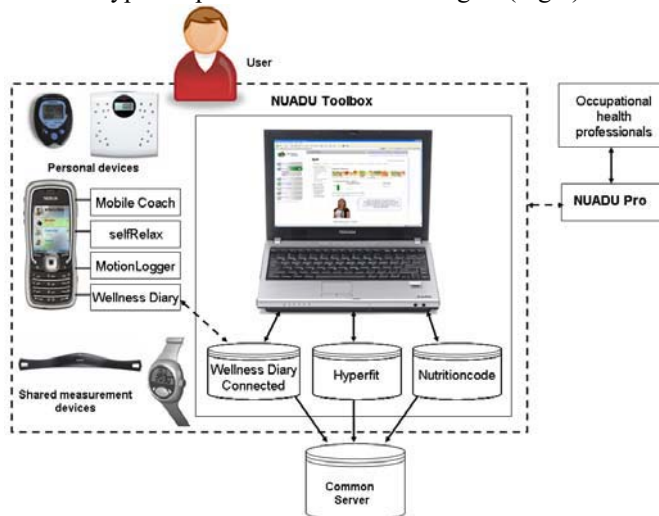 User
NUADU Toolbox
Personal devices
Mobile Coach
selfRelax
MotionLogger
Wellness Diary
Shared measurement
devices
Wellness Diary
Connected
Hyperfit
Nutritioncode
Common
Server
Occupational
health
professionals
NUADU Pro